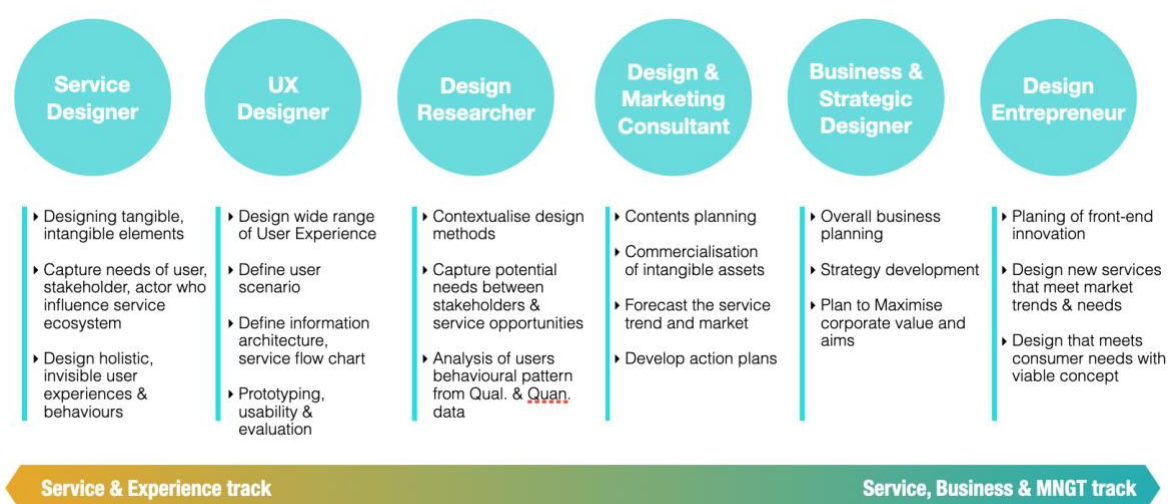 Service
Designer
UX
Designer
Design
Researcher
Design &
Marketing
Consultant
Business &
Strategic
Designer
Design
Entrepreneur
‣ Designing tangible,
intangible elements
‣ Capture needs of user,
stakeholder, actor who
influence service
ecosystem
‣ Design holistic,
invisible user
experiences &
behaviours
‣ Design wide range
of User Experience
‣ Define user
scenario
‣ Define information
architecture,
service flow chart
‣ Prototyping,
usability &
evaluation
‣ Contextualise design
methods
‣ Capture potential
needs between
stakeholders &
service opportunities
‣ Analysis of users
behavioural pattern
from Qual. & Quan.
data
‣ Contents planning
‣ Commercialisation
of intangible assets
‣ Forecast the service
trend and market
‣ Develop action plans
‣ Overall business
planning
‣ Strategy development
‣ Plan to Maximise
corporate value and
aims
‣ Planing of front-end
innovation
‣ Design new services
that meet market
trends & needs
‣ Design that meets
consumer needs with
viable concept
Service & Experience track
Service, Business & MNGT track